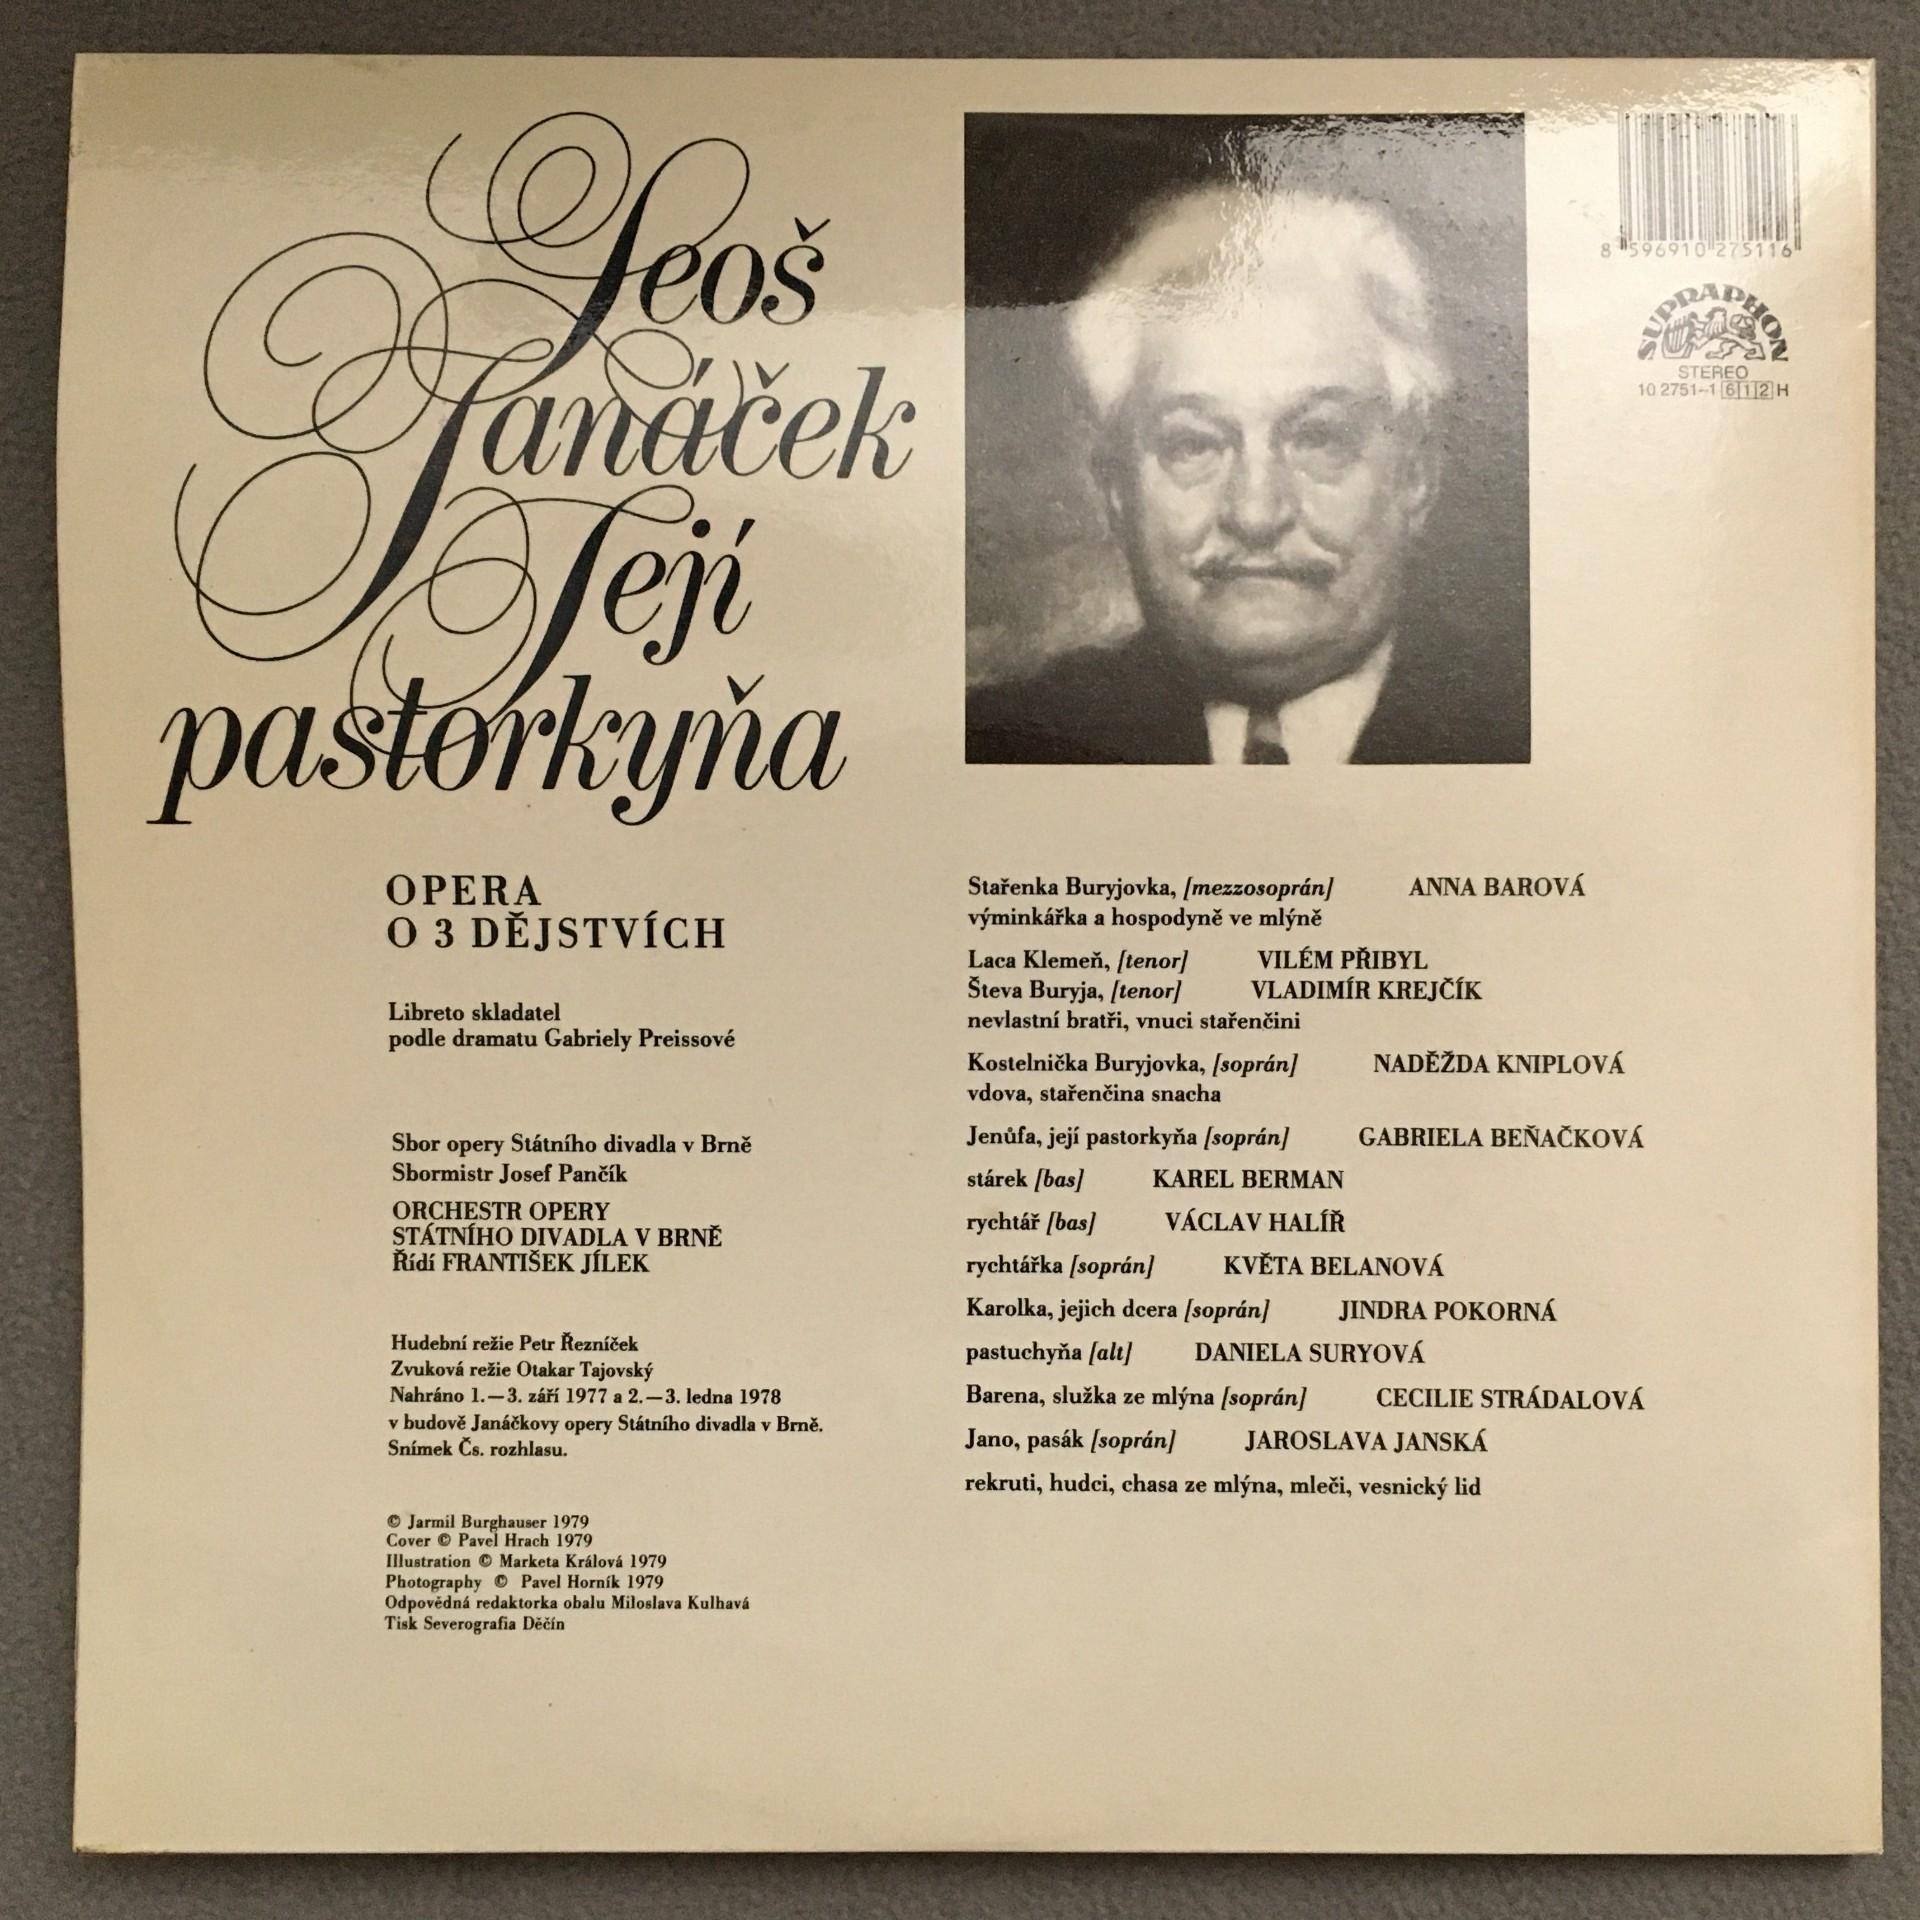 Leoš
Janáček
Její
pastorkyňa
8 596910 275116
SUPRAPHON
STEREO
10 2751-1 612 H
OPERA
O 3 DĚJSTVÍCH
Libreto skladatel
podle dramatu Gabriely Preissové
Sbor opery Státního divadla v Brně
Sbormistr Josef Pančík
ORCHESTR OPERY
STÁTNÍHO DIVADLA V BRNĚ
Řídí FRANTIŠEK JÍLEK
Hudební režie Petr Řezníček
Zvuková režie Otakar Tajovský
Nahráno 1.—3. září 1977 a 2.—3. ledna 1978
v budově Janáčkovy opery Státního divadla v Brně.
Snímek Čs. rozhlasu.
© Jarmil Burghauser 1979
Cover © Pavel Hrach 1979
Illustration © Marketa Králová 1979
Photography © Pavel Horník 1979
Odpovědná redaktorka obalu Miloslava Kulhavá
Tisk Severografia Děčín
Stařenka Buryjovka, [mezzosoprán] ANNA BAROVÁ
výminkářka a hospodyně ve mlýně
Laca Klemeň, [tenor] VILÉM PŘIBYL
Števa Buryja, [tenor] VLADIMÍR KREJČÍK
nevlastní bratři, vnuci stařenčini
Kostelnička Buryjovka, [soprán] NADĚŽDA KNIPLOVÁ
vdova, stařenčina snacha
Jenůfa, její pastorkyňa [soprán] GABRIELA BEŇAČKOVÁ
stárek [bas] KAREL BERMAN
rychtář [bas] VÁCLAV HALÍŘ
rychtářka [soprán] KVĚTA BELANOVÁ
Karolka, jejich dcera [soprán] JINDRA POKORNÁ
pastuchyňa [alt] DANIELA SURYOVÁ
Barena, služka ze mlýna [soprán] CECILIE STRÁDALOVÁ
Jano, pasák [soprán] JAROSLAVA JANSKÁ
rekruti, hudci, chasa ze mlýna, mleči, vesnický lid